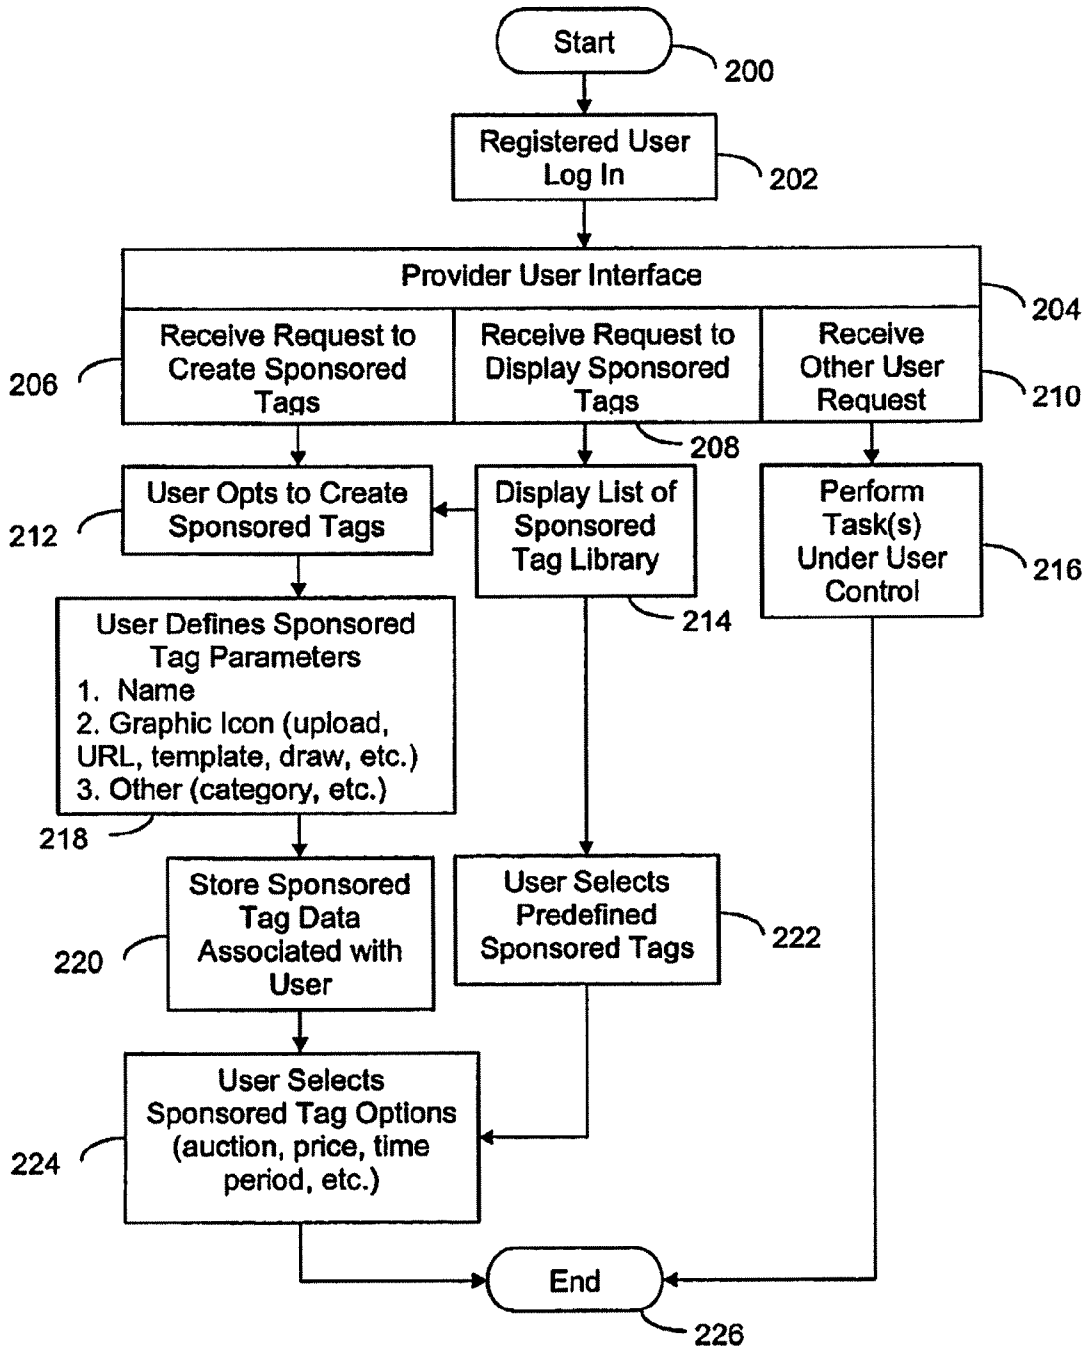 Start
200
Registered User
Log In
202
Provider User Interface
204
Receive Request to
Create Sponsored
Tags
206
Receive Request to
Display Sponsored
Tags
208
Receive
Other User
Request
210
User Opts to Create
Sponsored Tags
212
Display List of
Sponsored
Tag Library
214
Perform
Task(s)
Under User
Control
216
User Defines Sponsored
Tag Parameters
1. Name
2. Graphic Icon (upload,
URL, template, draw, etc.)
3. Other (category, etc.)
218
Store Sponsored
Tag Data
Associated with
User
220
User Selects
Predefined
Sponsored Tags
222
User Selects
Sponsored Tag Options
(auction, price, time
period, etc.)
224
End
226